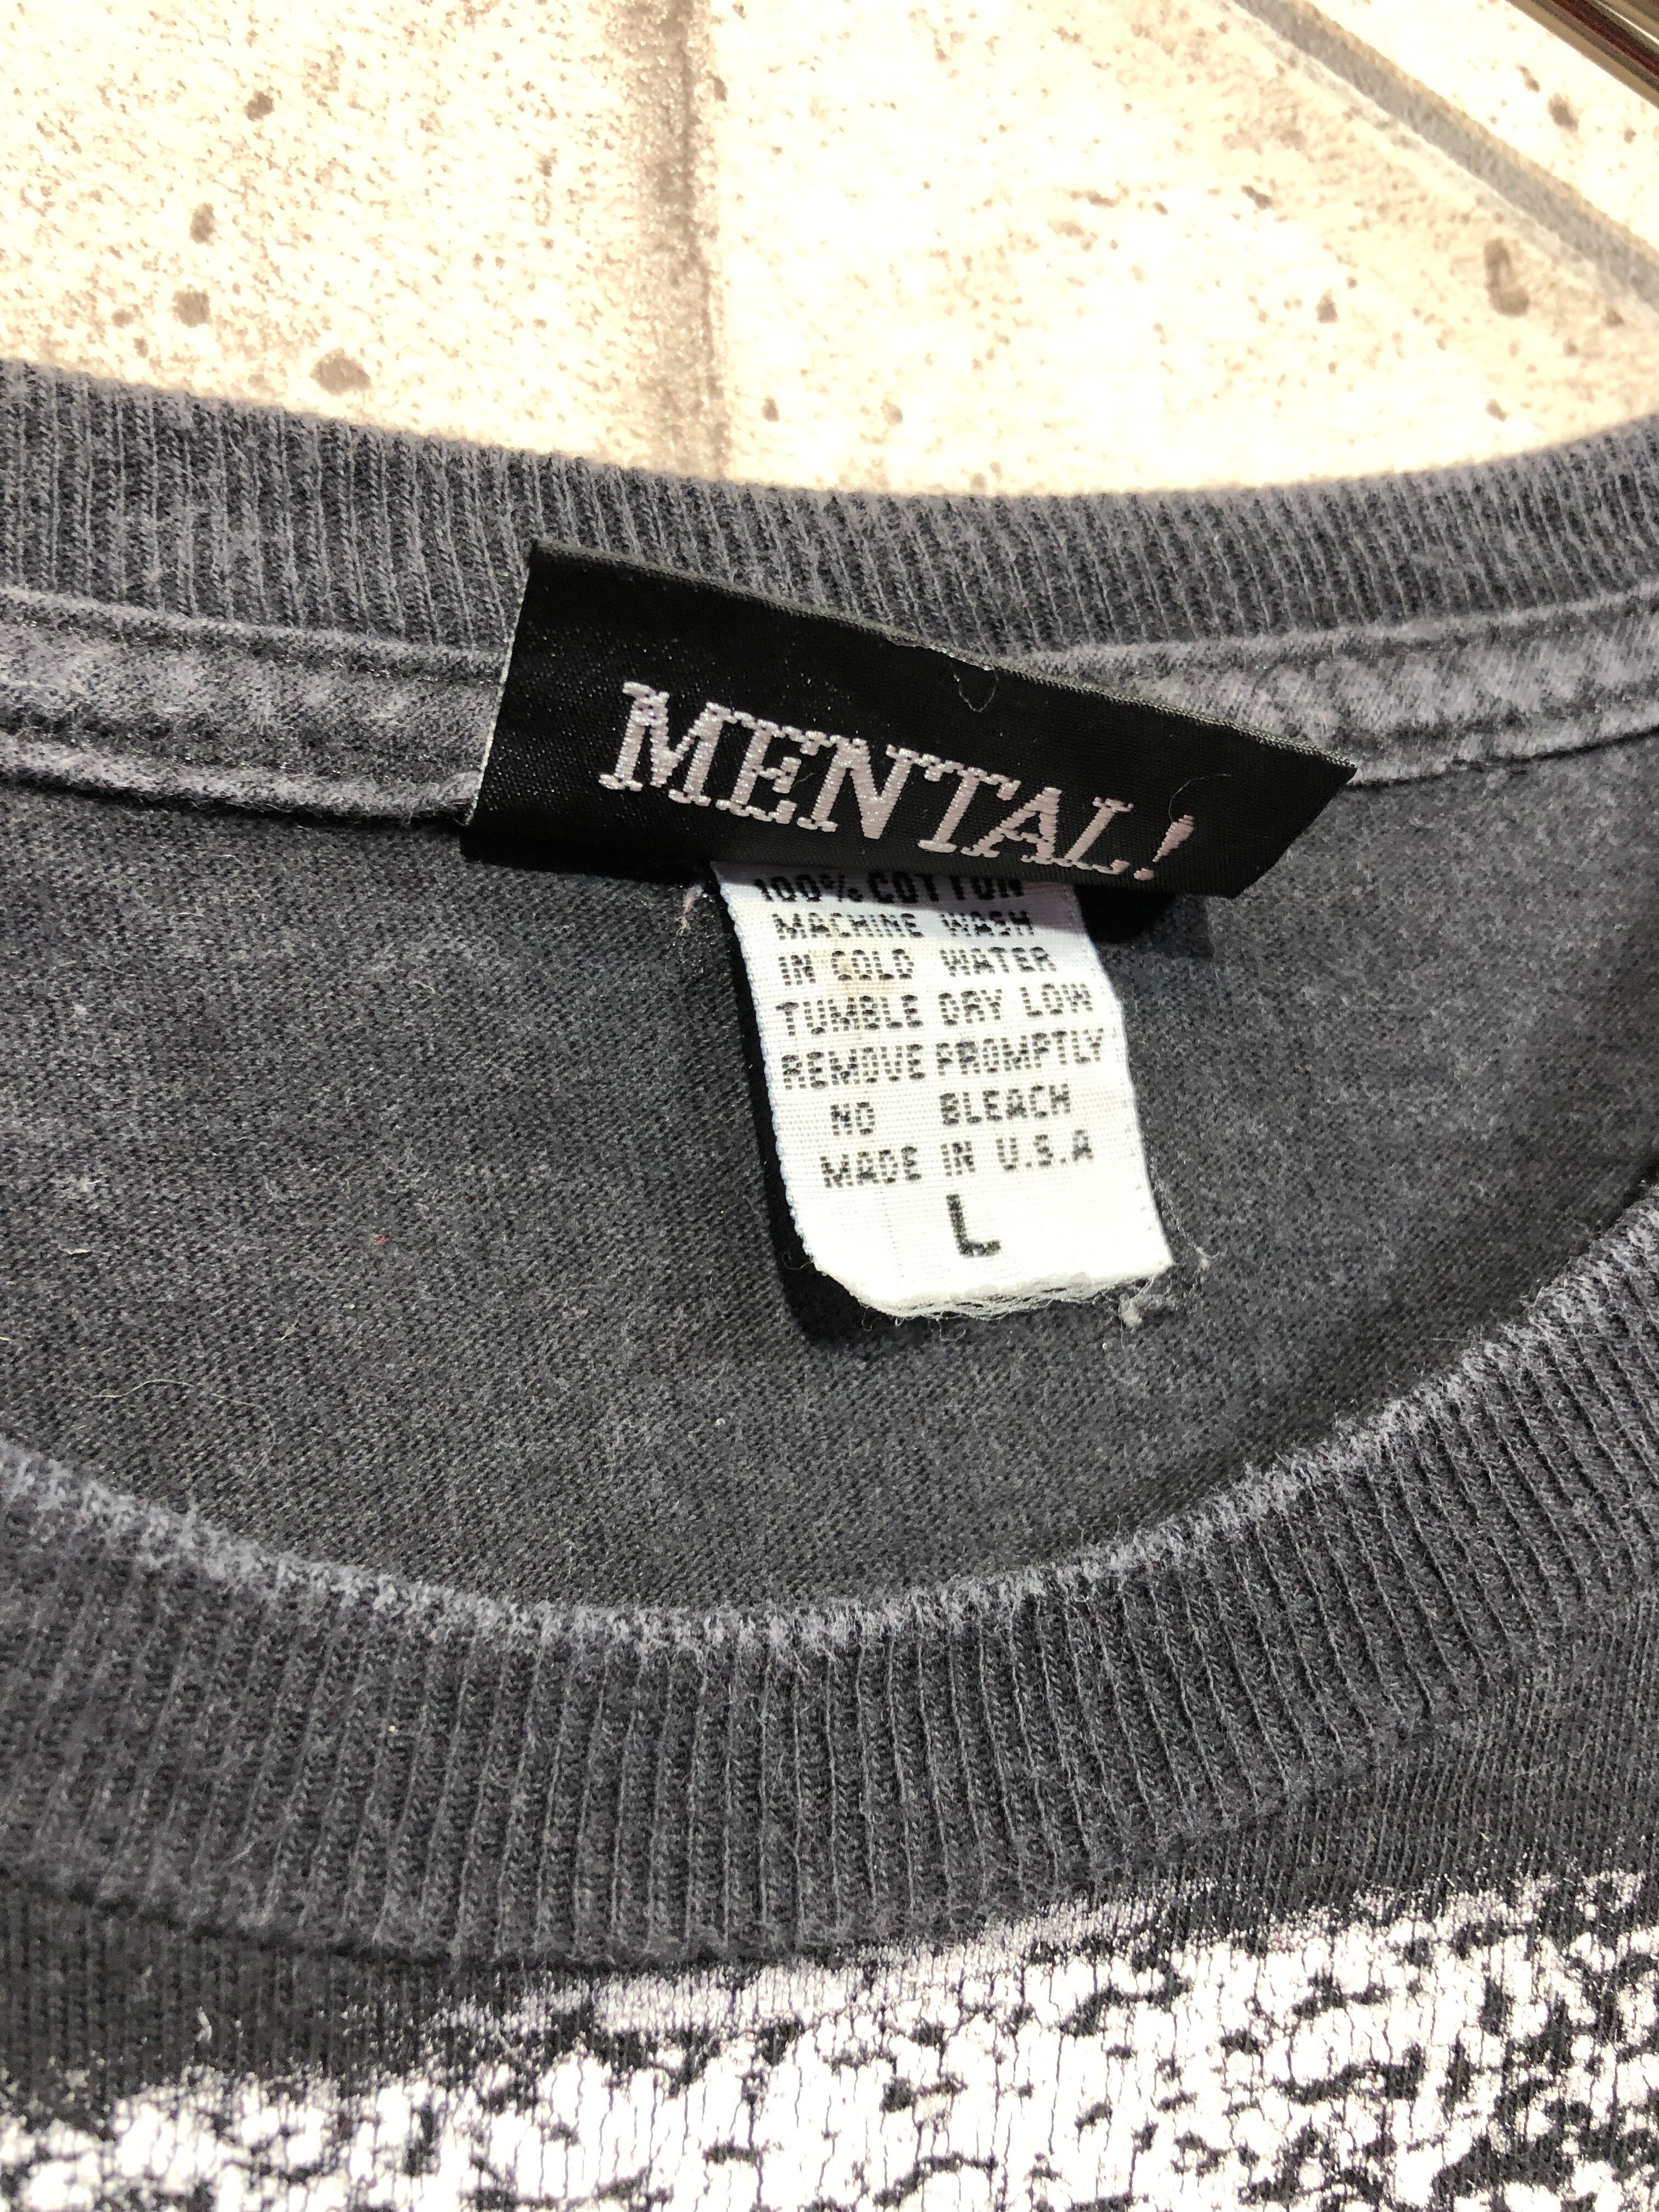 MENTAL!
100% COTTON
MACHINE WASH
IN COLD WATER
TUMBLE DRY LOW
REMOVE PROMPTLY
NO BLEACH
MADE IN U.S.A
L